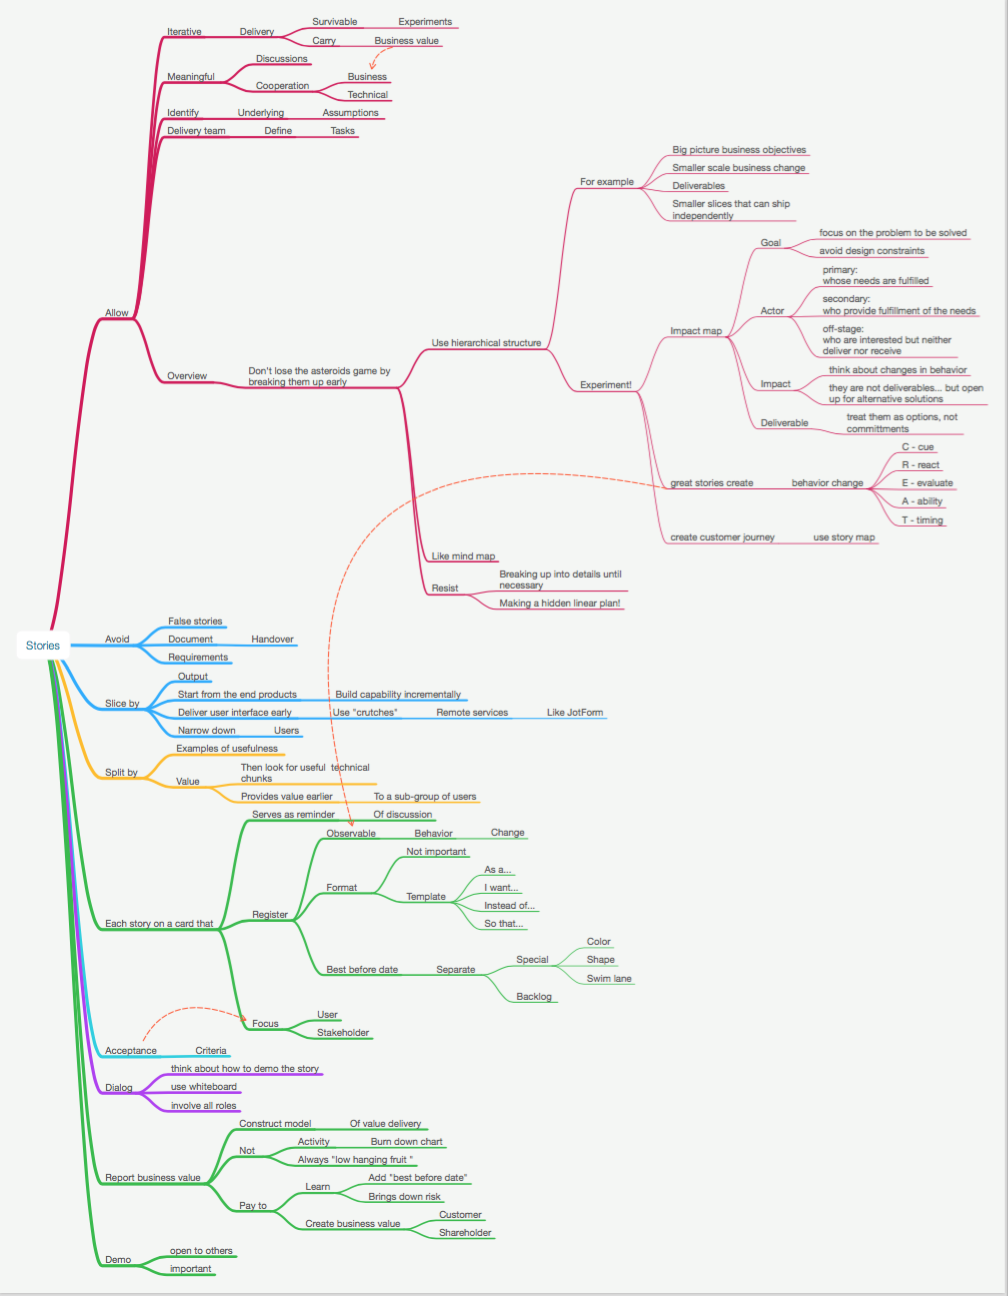 Iterative
Delivery
Survivable
Experiments
Carry
Business value
Meaningful
Discussions
Cooperation
Business
Technical
Identify
Underlying
Assumptions
Delivery team
Define
Tasks
Allow
Overview
Don't lose the asteroids game by
breaking them up early
Use hierarchical structure
For example
Big picture business objectives
Smaller scale business change
Deliverables
Smaller slices that can ship
independently
Experiment!
Impact map
Goal
focus on the problem to be solved
avoid design constraints
Actor
primary:
whose needs are fulfilled
secondary:
who provide fulfillment of the needs
off-stage:
who are interested but neither
deliver nor receive
Impact
think about changes in behavior
they are not deliverables... but open
up for alternative solutions
Deliverable
treat them as options, not
committments
great stories create
behavior change
C - cue
R - react
E - evaluate
A - ability
T - timing
create customer journey
use story map
Like mind map
Resist
Breaking up into details until
necessary
Making a hidden linear plan!
Stories
Avoid
False stories
Document
Handover
Requirements
Slice by
Output
Start from the end products
Build capability incrementally
Deliver user interface early
Use "crutches"
Remote services
Like JotForm
Narrow down
Users
Split by
Examples of usefulness
Value
Then look for useful technical
chunks
Provides value earlier
To a sub-group of users
Each story on a card that
Serves as reminder
Of discussion
Register
Observable
Behavior
Change
Format
Not important
Template
As a...
I want...
Instead of...
So that...
Best before date
Separate
Special
Color
Shape
Swim lane
Backlog
Focus
User
Stakeholder
Acceptance
Criteria
Dialog
think about how to demo the story
use whiteboard
involve all roles
Report business value
Construct model
Of value delivery
Not
Activity
Burn down chart
Always "low hanging fruit "
Pay to
Learn
Add "best before date"
Brings down risk
Create business value
Customer
Shareholder
Demo
open to others
important